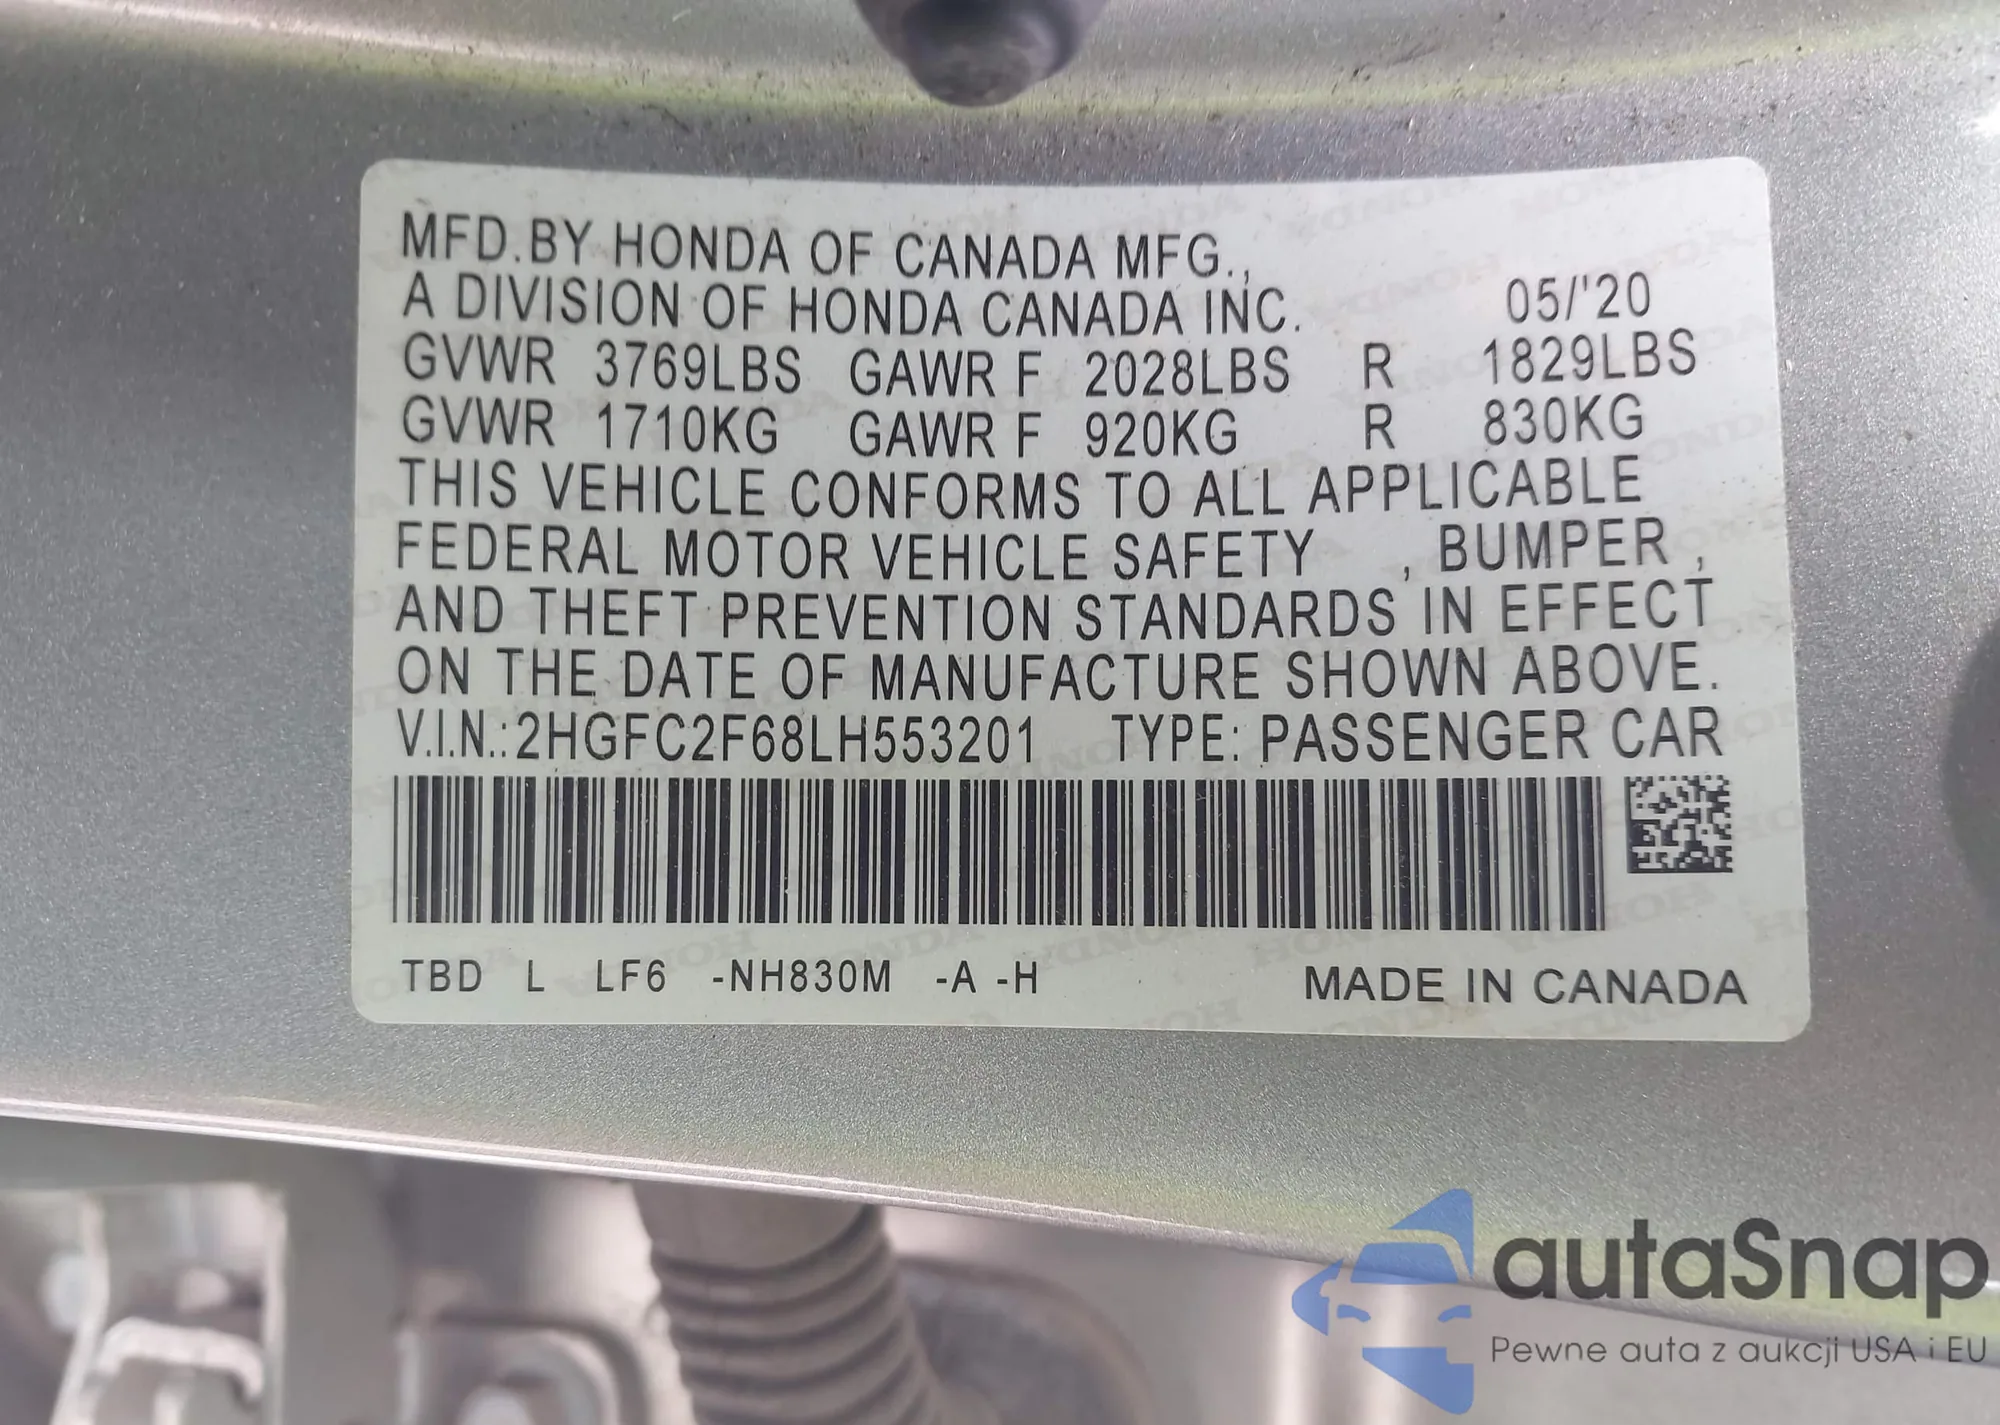 MFD.BY HONDA OF CANADA MFG.,
A DIVISION OF HONDA CANADA INC. 05/'20
GVWR 3769LBS GAWR F 2028LBS R 1829LBS
GVWR 1710KG GAWR F 920KG R 830KG
THIS VEHICLE CONFORMS TO ALL APPLICABLE
FEDERAL MOTOR VEHICLE SAFETY , BUMPER ,
AND THEFT PREVENTION STANDARDS IN EFFECT
ON THE DATE OF MANUFACTURE SHOWN ABOVE.
V.I.N.:2HGFC2F68LH553201 TYPE: PASSENGER CAR
TBD L LF6 -NH830M -A -H MADE IN CANADA
autaSnap
Pewne auta z aukcji USA i EU